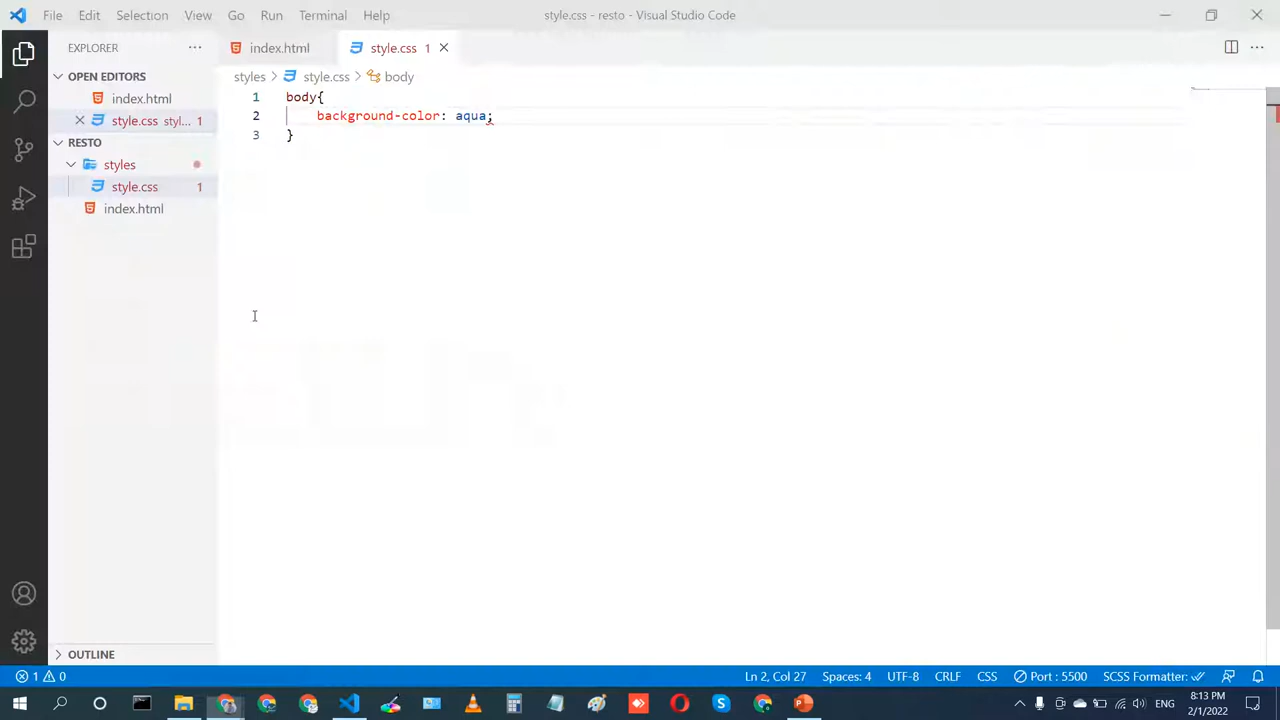 File Edit Selection View Go Run Terminal Help style.css - resto - Visual Studio Code
EXPLORER
index.html style.css 1
OPEN EDITORS
styles > style.css > body
index.html
style.css styl... 1
RESTO
styles
style.css 1
index.html
1 body{
2 background-color: aqua;
3 }
OUTLINE
1 0 Ln 2, Col 27 Spaces: 4 UTF-8 CRLF CSS Port : 5500 SCSS Formatter:
ENG 8:13 PM
2/1/2022